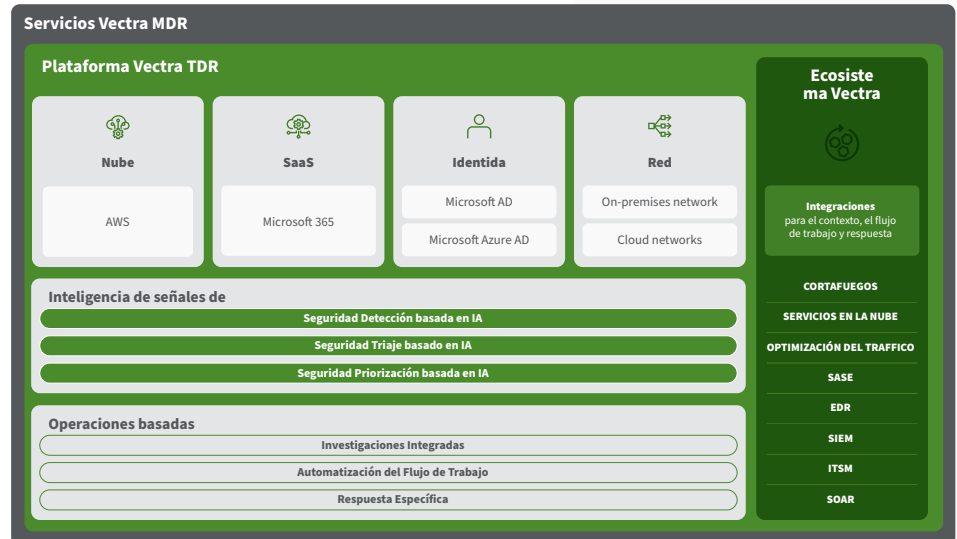 Servicios Vectra MDR
Plataforma Vectra TDR
Nube
AWS
SaaS
Microsoft 365
Identida
Microsoft AD
Microsoft Azure AD
Red
On-premises network
Cloud networks
Inteligencia de señales de
Seguridad Detección basada en IA
Seguridad Triaje basado en IA
Seguridad Priorización basada en IA
Operaciones basadas
Investigaciones Integradas
Automatización del Flujo de Trabajo
Respuesta Específica
Ecosiste
ma Vectra
Integraciones
para el contexto, el flujo
de trabajo y respuesta
CORTAFUEGOS
SERVICIOS EN LA NUBE
OPTIMIZACIÓN DEL TRAFFICO
SASE
EDR
SIEM
ITSM
SOAR